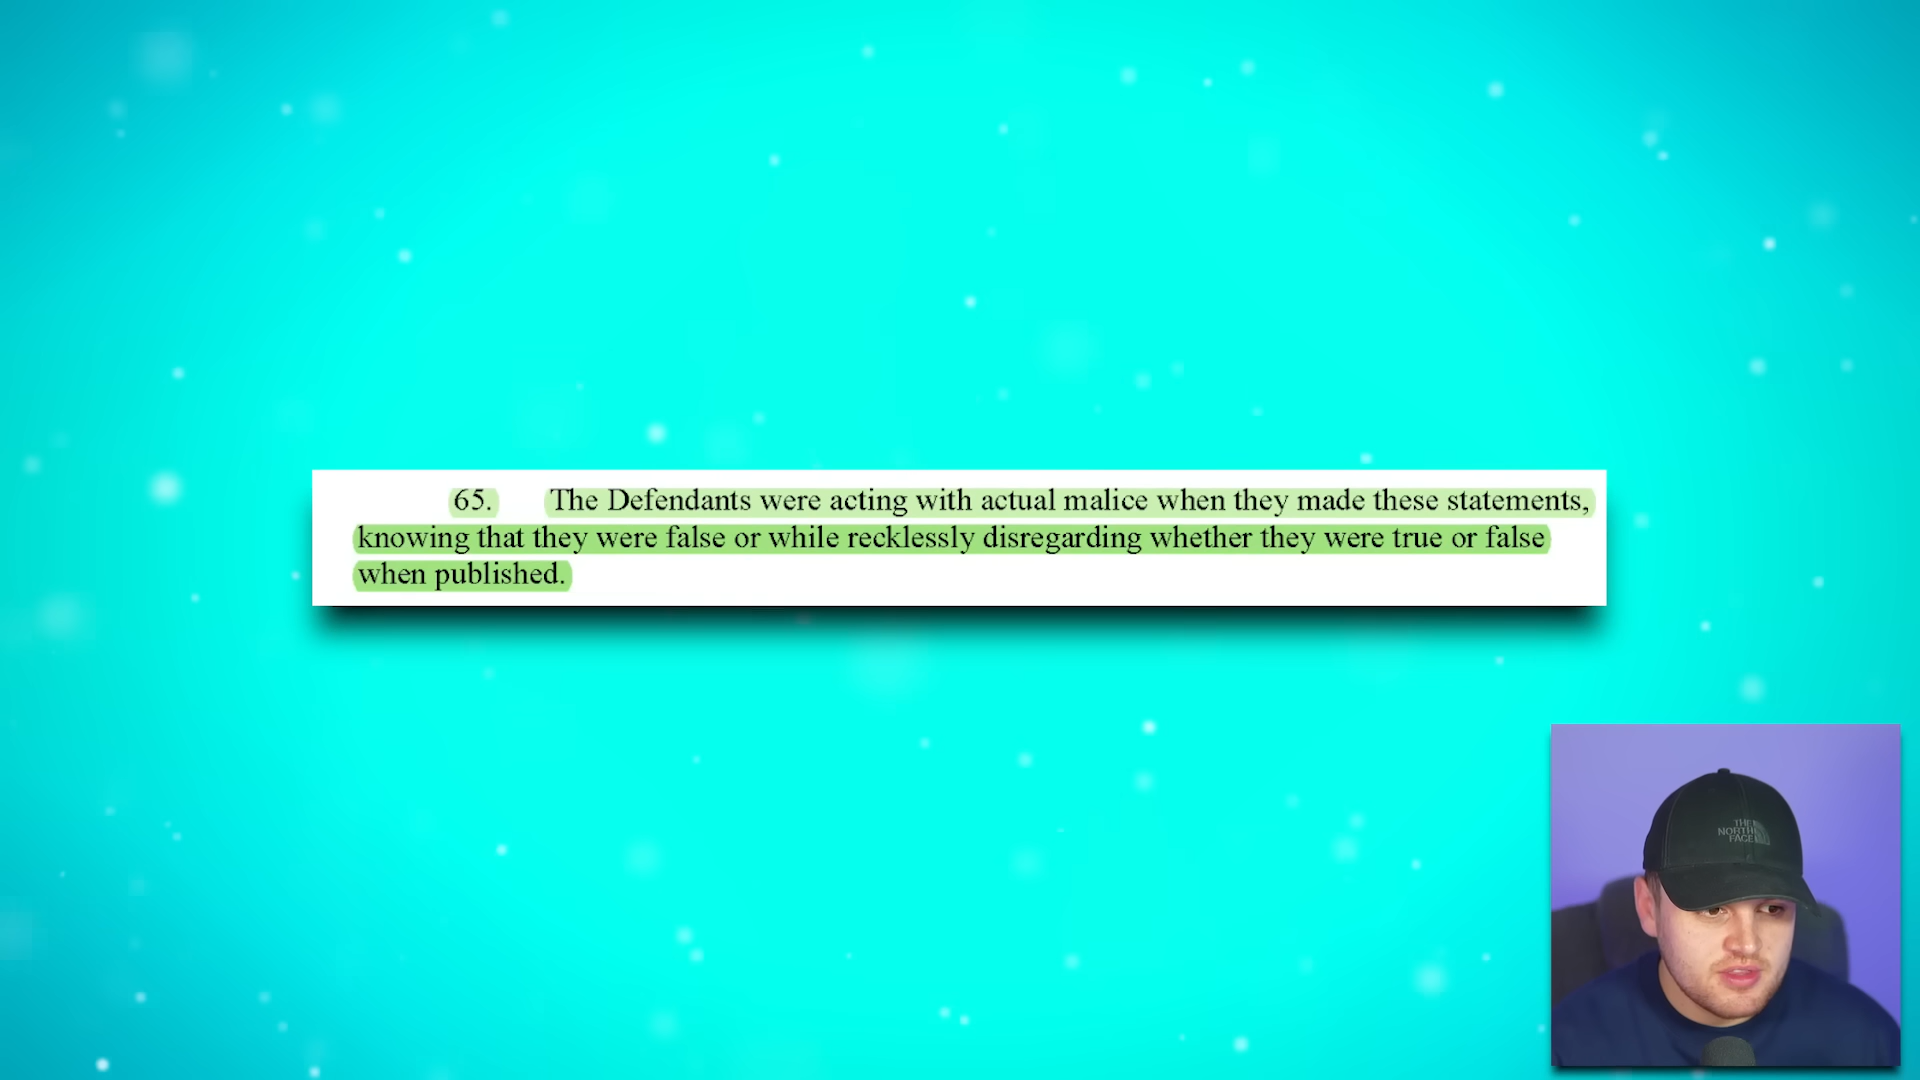 65. The Defendants were acting with actual malice when they made these statements,
knowing that they were false or while recklessly disregarding whether they were true or false
when published.
THE
NORTH
FACE